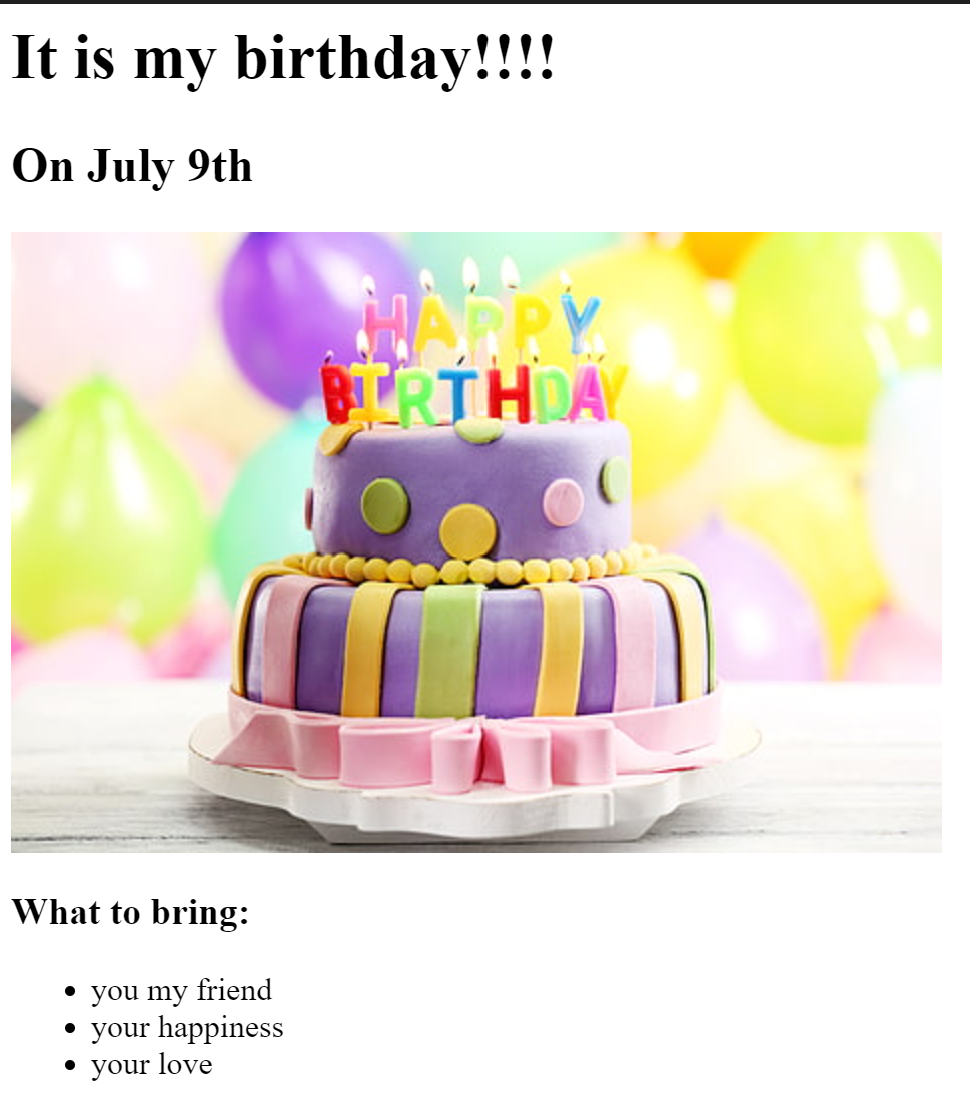 It is my birthday!!!!
On July 9th
HAPPY
BIRTHDAY
What to bring:
you my friend
your happiness
your love